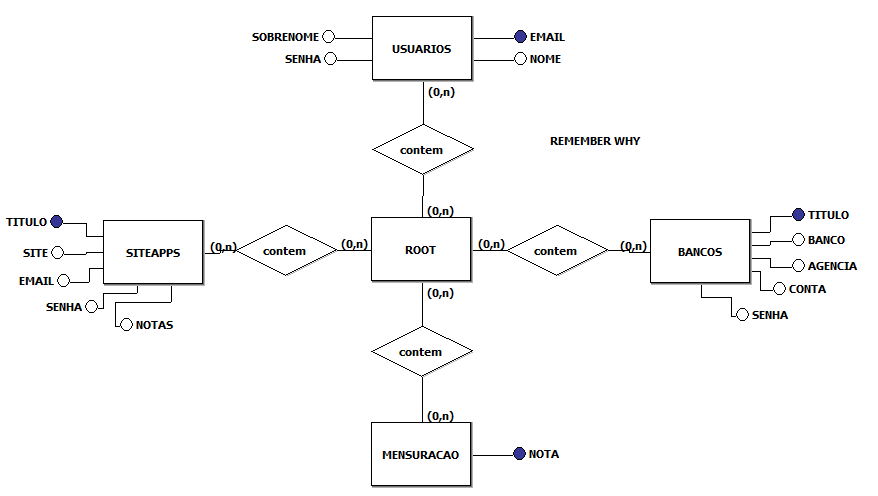 SOBRENOME
USUARIOS
EMAIL
SENHA
NOME
(0,n)
contem
REMEMBER WHY
(0,n)
TITULO
SITE
EMAIL
SENHA
NOTAS
SITEAPPS
(0,n)
contem
(0,n)
ROOT
(0,n)
contem
(0,n)
BANCOS
TITULO
BANCO
AGENCIA
CONTA
SENHA
(0,n)
contem
(0,n)
MENSURACAO
NOTA